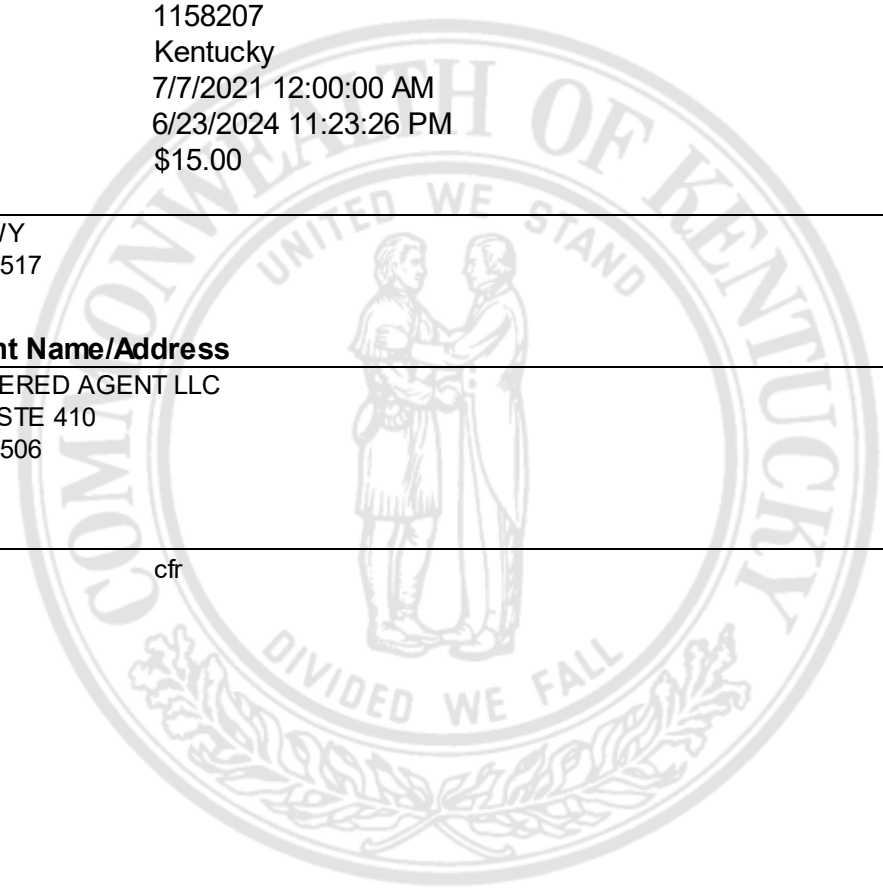 1158207
Kentucky
7/7/2021 12:00:00 AM
6/23/2024 11:23:26 PM
$15.00
/Y
517
nt Name/Address
ERED AGENT LLC
STE 410
506
cfr
COMMONWEALTH OF KENTUCKY
UNITED WE STAND
DIVIDED WE FALL